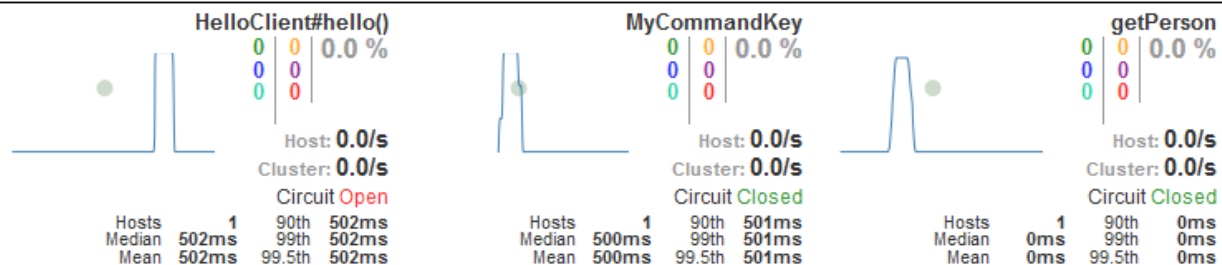 HelloClient#hello()
0 0 0.0 %
0 0
0 0
Host: 0.0/s
Cluster: 0.0/s
Circuit Open
Hosts 1 90th 502ms
Median 502ms 99th 502ms
Mean 502ms 99.5th 502ms
MyCommandKey
0 0 0.0 %
0 0
0 0
Host: 0.0/s
Cluster: 0.0/s
Circuit Closed
Hosts 1 90th 501ms
Median 500ms 99th 501ms
Mean 500ms 99.5th 501ms
getPerson
0 0 0.0 %
0 0
0 0
Host: 0.0/s
Cluster: 0.0/s
Circuit Closed
Hosts 1 90th 0ms
Median 0ms 99th 0ms
Mean 0ms 99.5th 0ms